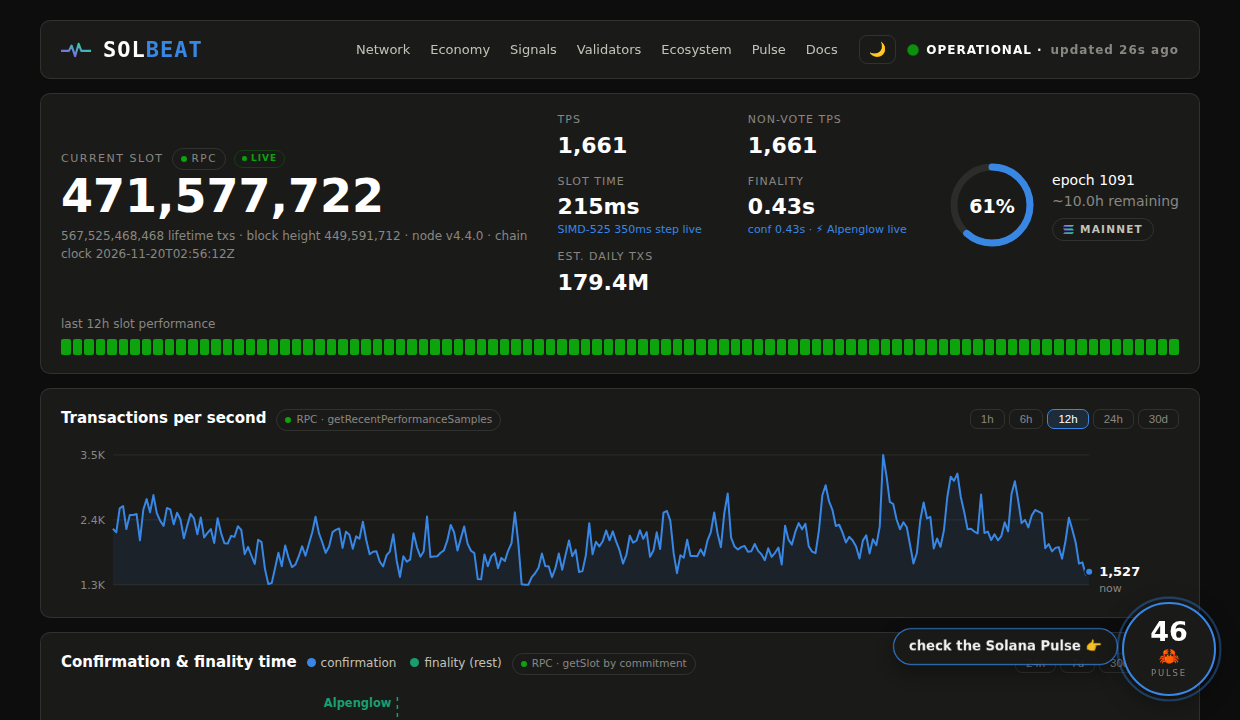 SOLBEAT
Network Economy Signals Validators Ecosystem Pulse Docs
OPERATIONAL · updated 26s ago
CURRENT SLOT RPC LIVE
471,577,722
567,525,468,468 lifetime txs · block height 449,591,712 · node v4.4.0 · chain
clock 2026-11-20T02:56:12Z
TPS
1,661
NON-VOTE TPS
1,661
SLOT TIME
215ms
SIMD-525 350ms step live
FINALITY
0.43s
conf 0.43s · ⚡ Alpenglow live
EST. DAILY TXS
179.4M
61%
epoch 1091
~10.0h remaining
MAINNET
last 12h slot performance
Transactions per second RPC · getRecentPerformanceSamples
1h 6h 12h 24h 30d
3.5K
2.4K
1.3K
1,527
now
Confirmation & finality time confirmation finality (rest) RPC · getSlot by commitment
check the Solana Pulse 👉
46
PULSE
Alpenglow